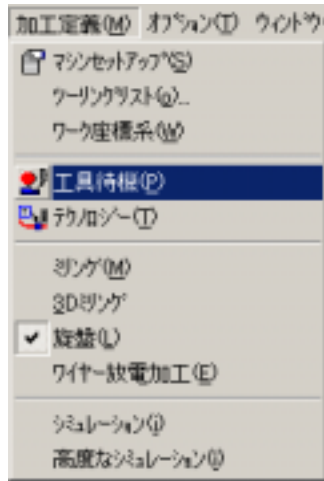 加工定義(M) ｵﾌﾟｼｮﾝ(T) ｳｨﾝﾄﾞｳ
ﾏｼﾝｾｯﾄｱｯﾌﾟ(S)
ﾂｰﾘﾝｸﾞﾘｽﾄ(g)...
ﾜｰｸ座標系(W)
工具待機(P)
ﾃｸﾉﾛｼﾞｰ(T)
ﾐﾘﾝｸﾞ(M)
3Dﾐﾘﾝｸﾞ
旋盤(L)
ﾜｲﾔｰ放電加工(E)
ｼﾐｭﾚｰｼｮﾝ(i)
高度なｼﾐｭﾚｰｼｮﾝ(i)